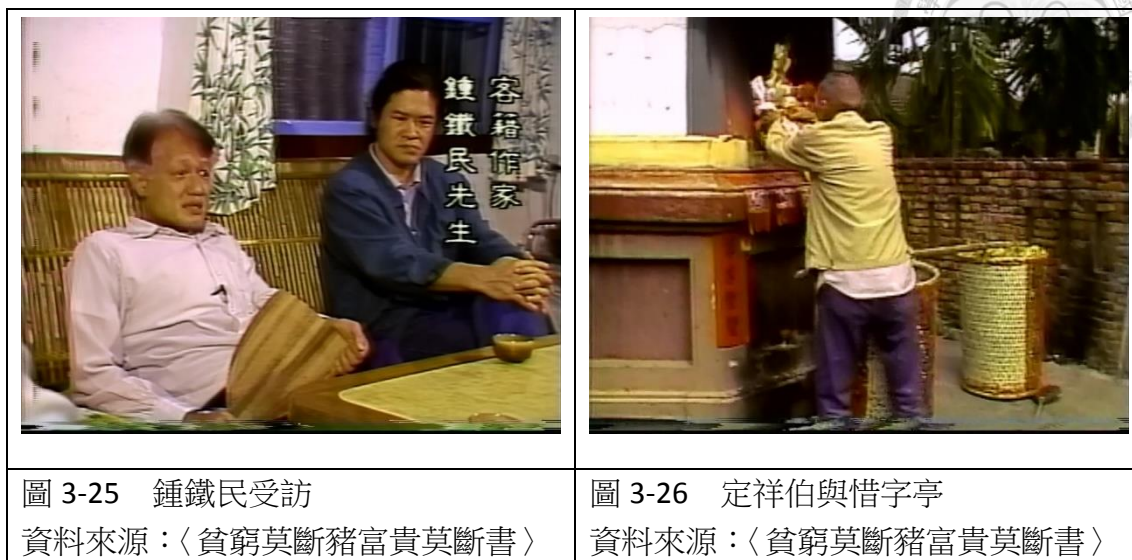 客籍作家
鍾鐵民先生
圖 3-25 鍾鐵民受訪
資料來源：〈貧窮莫斷豬富貴莫斷書〉
圖 3-26 定祥伯與惜字亭
資料來源：〈貧窮莫斷豬富貴莫斷書〉